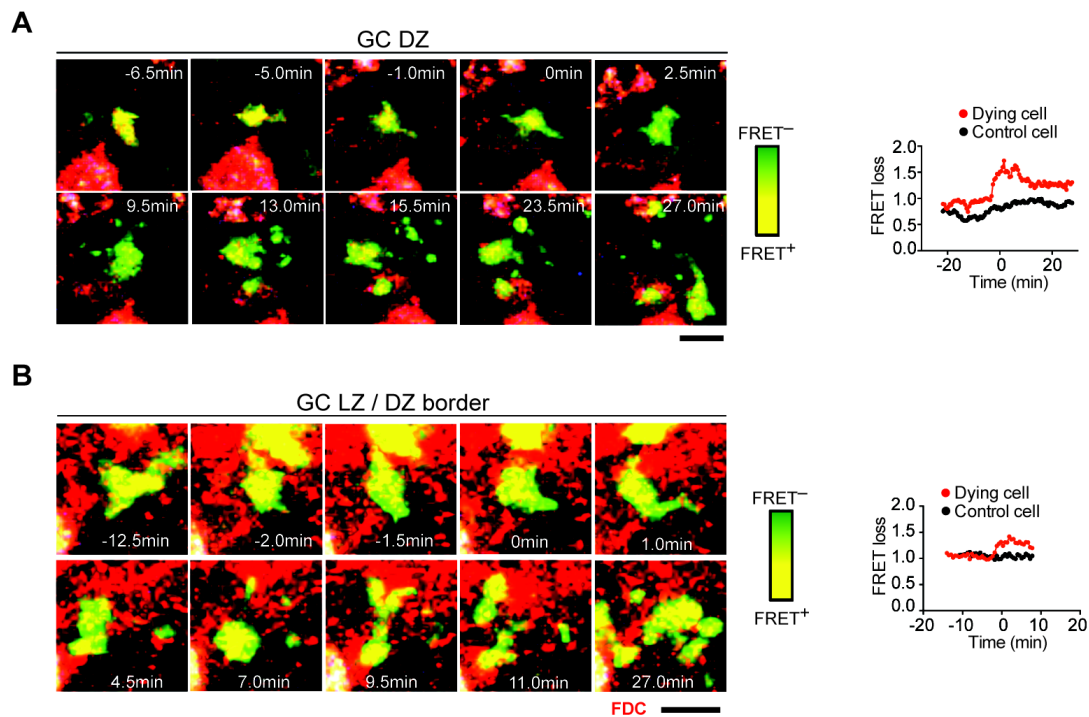 A
GC DZ
-6.5min
-5.0min
-1.0min
0min
2.5min
9.5min
13.0min
15.5min
23.5min
27.0min
FRET–
FRET+
Dying cell
Control cell
FRET loss
2.0
1.5
1.0
0.5
0.0
-20 0 20
Time (min)
B
GC LZ / DZ border
-12.5min
-2.0min
-1.5min
0min
1.0min
4.5min
7.0min
9.5min
11.0min
27.0min
FDC
FRET–
FRET+
Dying cell
Control cell
FRET loss
2.0
1.5
1.0
0.5
0.0
-20 -10 0 10 20
Time (min)